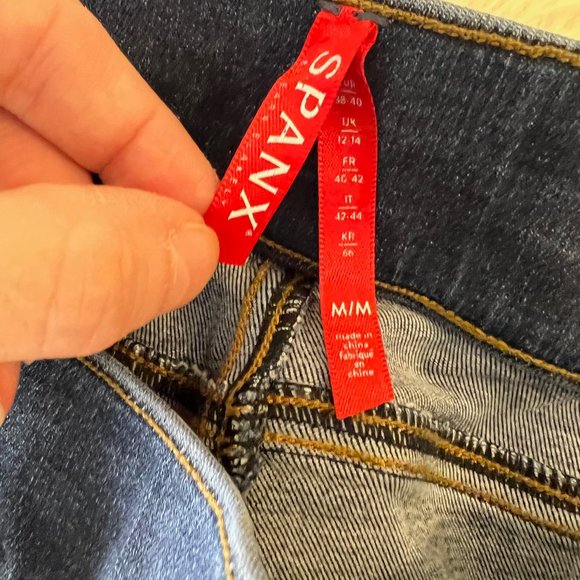 SPANX
38-40
UK
12-14
FR
40-42
IT
42-44
KR
66
M/M
made in
china
fabriqué
en
chine